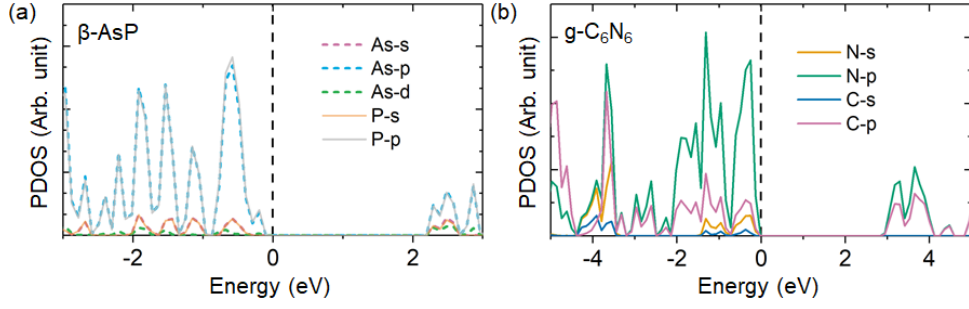 (a)
β-AsP
As-s
As-p
As-d
P-s
P-p
PDOS (Arb. unit)
-2
0
2
Energy (eV)
(b)
g-C₆N₆
N-s
N-p
C-s
C-p
PDOS (Arb. unit)
-4
-2
0
2
4
Energy (eV)